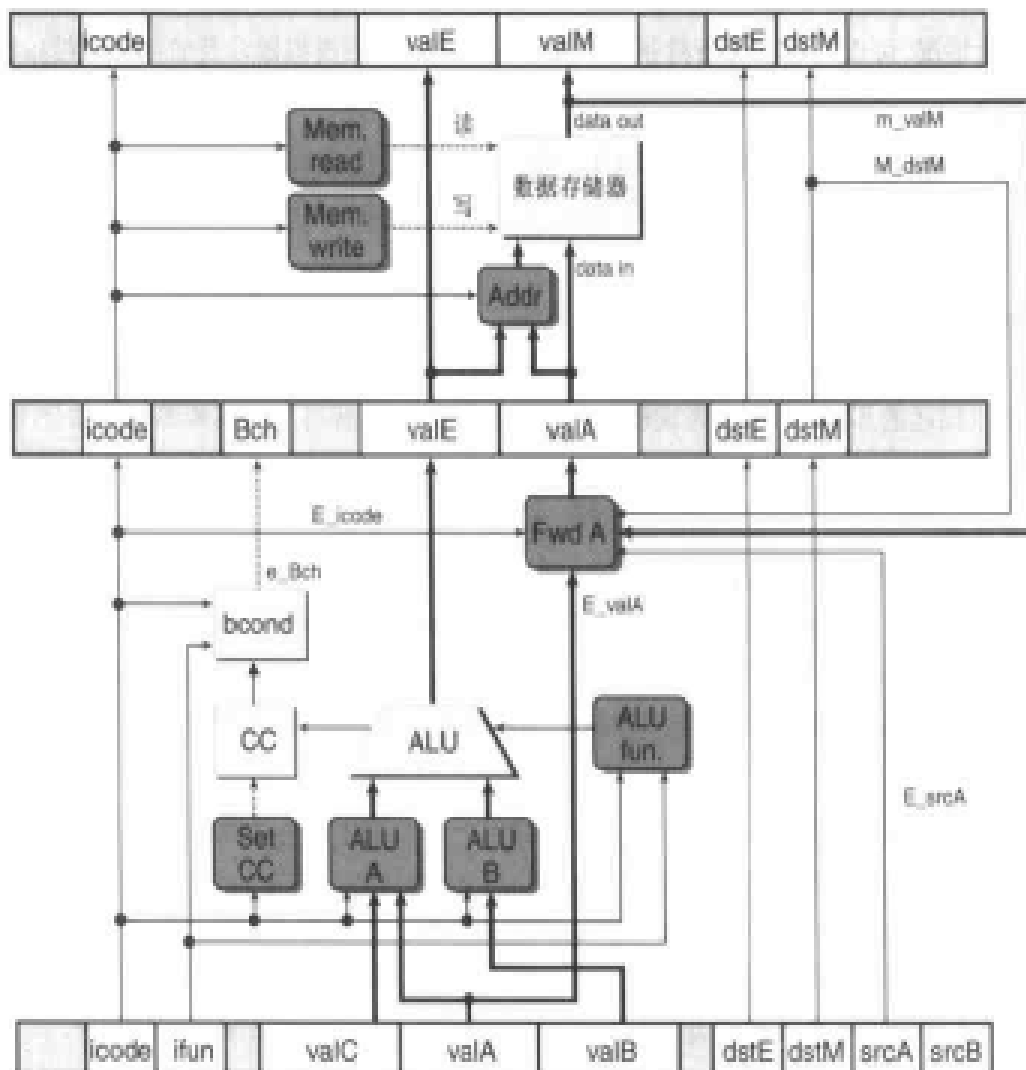 icode valE valM dstE dstM
Mem. read
读
data out
m_valM
M_dstM
数据存储器
Mem. write
写
data in
Addr
icode Bch valE valA dstE dstM
E_icode
Fwd A
e_Bch
E_valA
bcond
CC
ALU
ALU fun.
E_srcA
Set CC
ALU A
ALU B
icode ifun valC valA valB dstE dstM srcA srcB